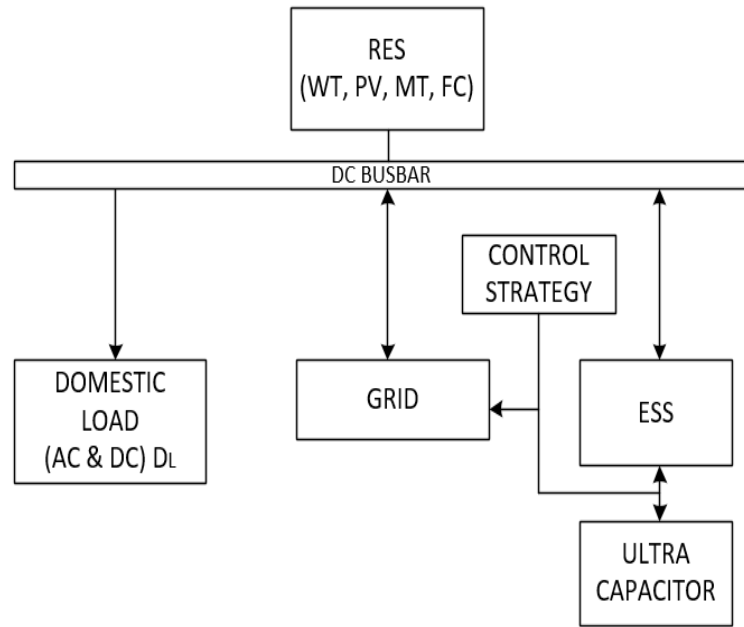 RES
(WT, PV, MT, FC)
DC BUSBAR
CONTROL
STRATEGY
DOMESTIC
LOAD
(AC & DC) DL
GRID
ESS
ULTRA
CAPACITOR